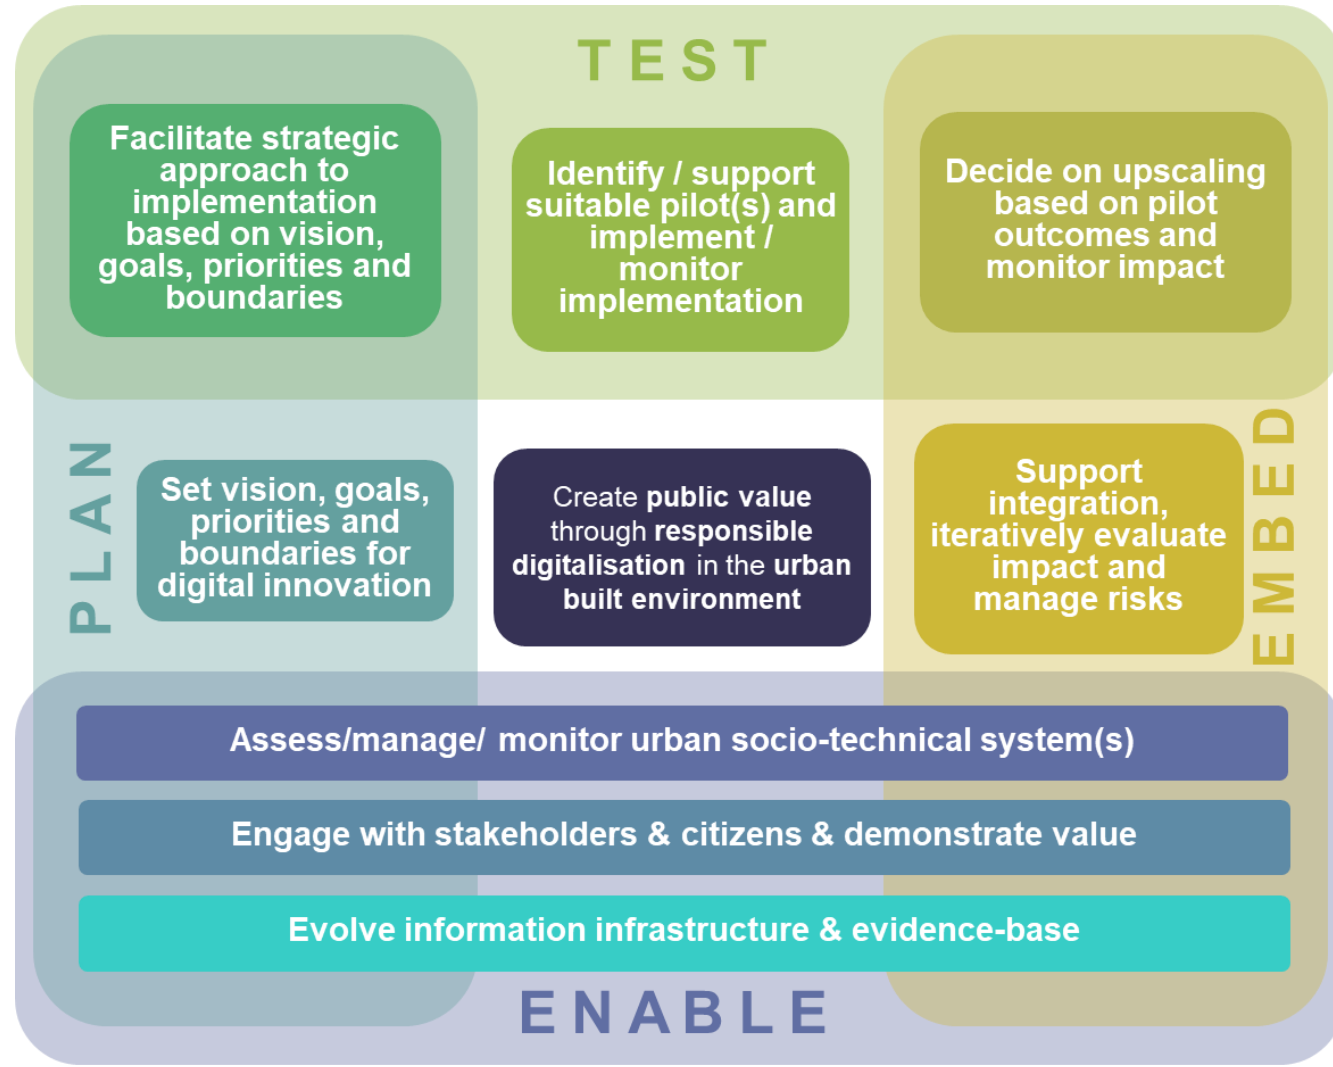 TEST
Facilitate strategic
approach to
implementation
based on vision,
goals, priorities and
boundaries
Identify / support
suitable pilot(s) and
implement /
monitor
implementation
Decide on upscaling
based on pilot
outcomes and
monitor impact
PLAN
Set vision, goals,
priorities and
boundaries for
digital innovation
Create public value
through responsible
digitalisation in the urban
built environment
Support
integration,
iteratively evaluate
impact and
manage risks
EMBED
Assess/manage/ monitor urban socio-technical system(s)
Engage with stakeholders & citizens & demonstrate value
Evolve information infrastructure & evidence-base
ENABLE